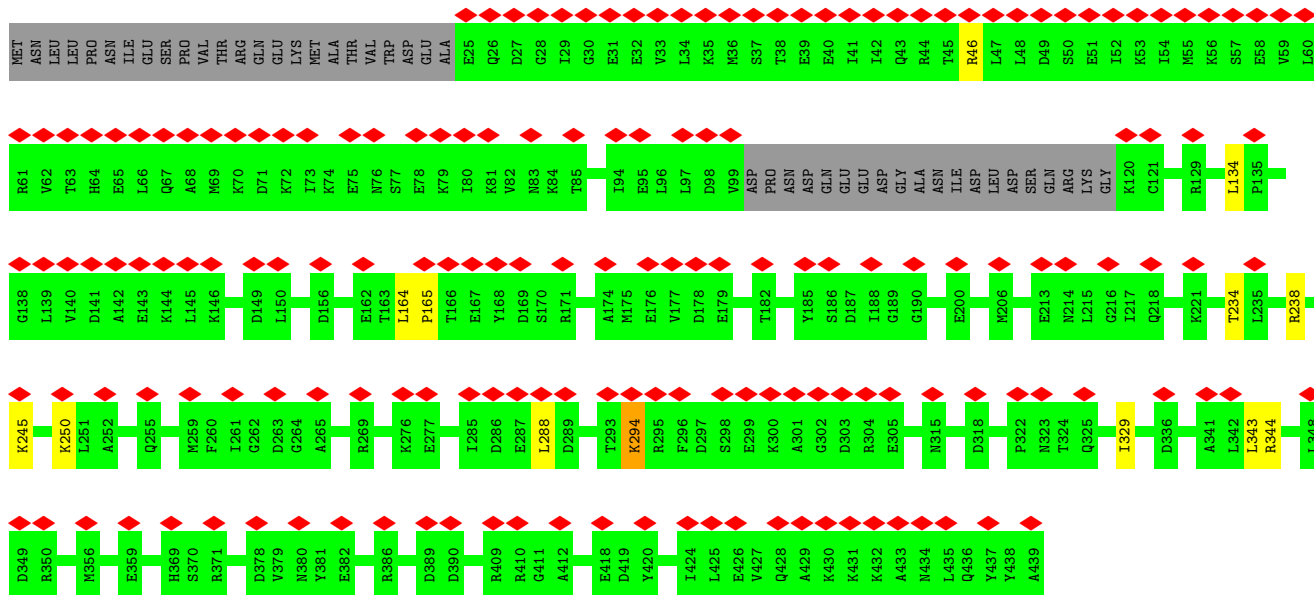 MET ASN LEU LEU PRO ASN ILE GLU SER PRO VAL THR ARG GLN GLU LYS MET ALA THR VAL TRP ASP GLU ALA E25 Q26 D27 G28 I29 G30 E31 E32 V33 L34 K35 M36 S37 T38 E39 E40 I41 I42 Q43 R44 T45 R46 L47 L48 D49 S50 E51 I52 K53 I54 M55 K56 S57 E58 V59 L60
R61 V62 T63 H64 E65 L66 Q67 A68 M69 K70 D71 K72 I73 K74 E75 N76 S77 E78 K79 I80 K81 V82 N83 K84 T85 I94 E95 L96 L97 D98 V99 ASP PRO ASN ASP GLN GLU GLU ASP GLY ALA ASN ILE ASP LEU ASP SER GLN ARG LYS GLY K120 C121 R129 L134 P135
G138 L139 V140 D141 A142 E143 K144 L145 K146 D149 L150 D156 E162 T163 L164 P165 T166 E167 Y168 D169 S170 R171 A174 M175 E176 V177 D178 E179 T182 Y185 S186 D187 I188 G189 G190 E200 M206 E213 N214 L215 G216 I217 Q218 K221 T234 L235 R238
K245 K250 L251 A252 Q255 M259 F260 I261 G262 D263 G264 A265 R269 K276 E277 I285 D286 E287 L288 D289 T293 K294 R295 F296 D297 S298 E299 K300 A301 G302 D303 R304 E305 N315 D318 P322 N323 T324 Q325 I329 D336 A341 L342 L343 R344 L348
D349 R350 M356 E359 H369 S370 R371 D378 V379 N380 Y381 E382 R386 D389 D390 R409 R410 G411 A412 E418 D419 Y420 I424 L425 E426 V427 Q428 A429 K430 K431 K432 A433 N434 L435 Q436 Y437 Y438 A439